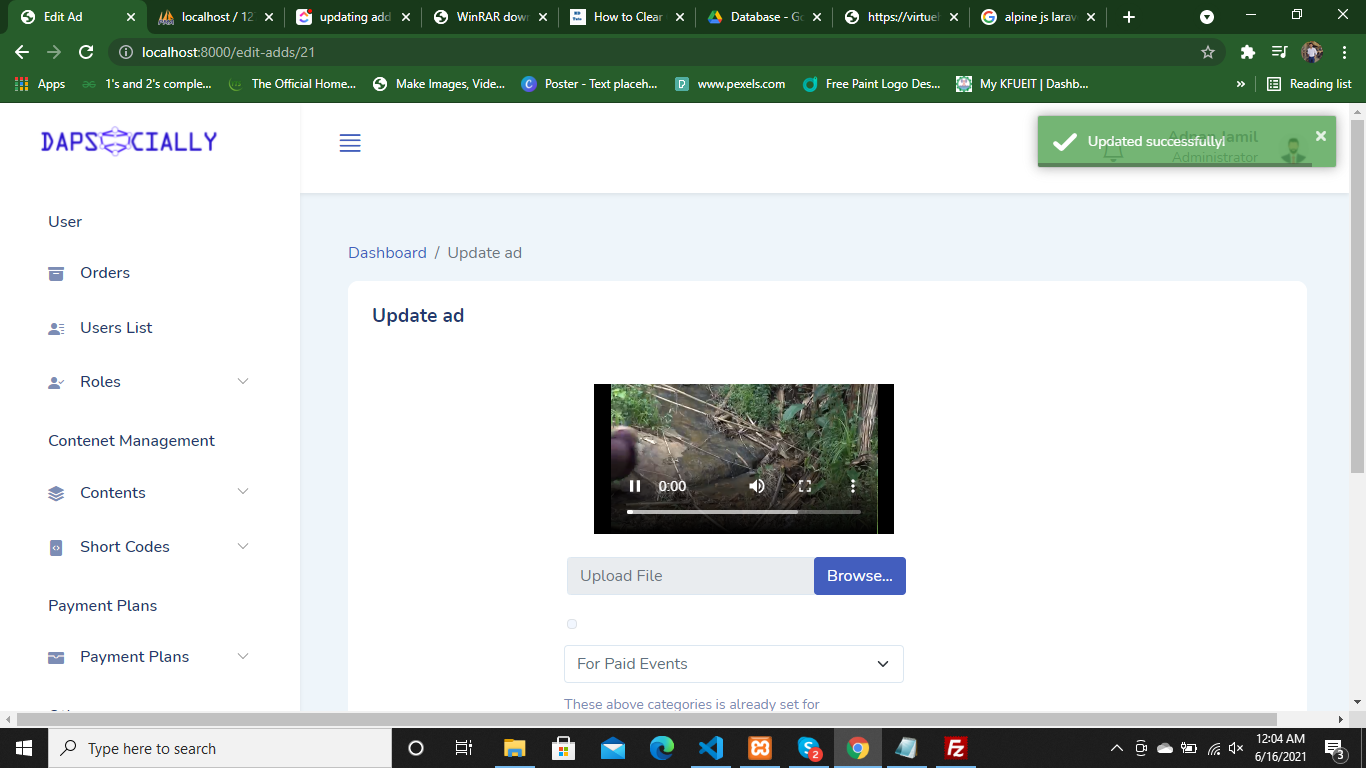 Edit Ad
localhost / 12
updating add
WinRAR dow
How to Clear
Database - Go
https://virtuel
alpine js larav
localhost:8000/edit-adds/21
Apps
1's and 2's comple...
The Official Home...
Make Images, Vide...
Poster - Text placeh...
www.pexels.com
Free Paint Logo Des...
My KFUEIT | Dashb...
»
Reading list
DAPSOCIALLY
Updated successfully!
Adnan Jamil
Administrator
User
Orders
Users List
Roles
Contenet Management
Contents
Short Codes
Payment Plans
Payment Plans
Dashboard / Update ad
Update ad
0:00
Upload File
Browse...
For Paid Events
These above categories is already set for
Type here to search
2
12:04 AM
6/16/2021
3